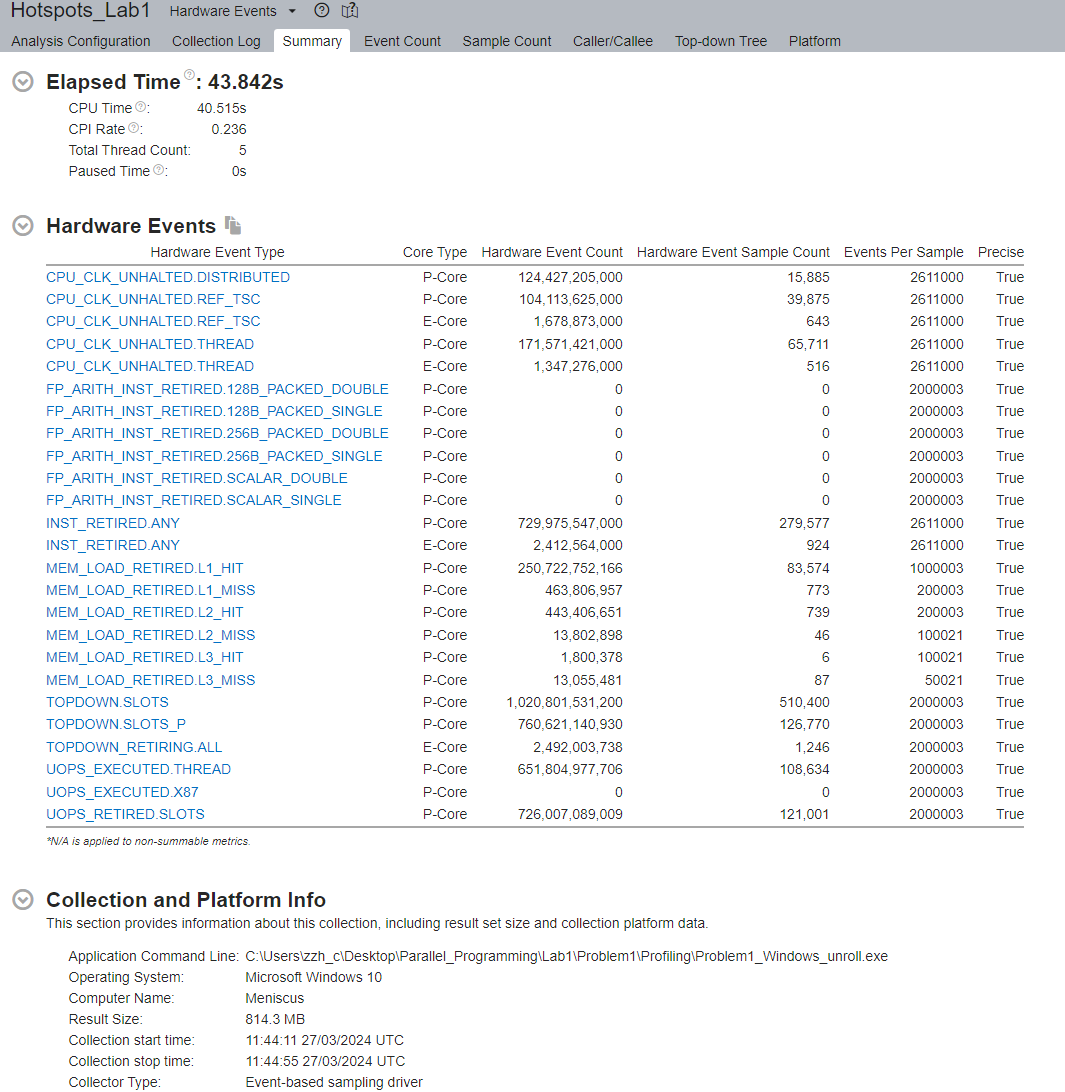 Hotspots_Lab1 Hardware Events
Analysis Configuration Collection Log Summary Event Count Sample Count Caller/Callee Top-down Tree Platform
Elapsed Time?: 43.842s
CPU Time?: 40.515s
CPI Rate?: 0.236
Total Thread Count: 5
Paused Time?: 0s
Hardware Events
Hardware Event Type Core Type Hardware Event Count Hardware Event Sample Count Events Per Sample Precise
CPU_CLK_UNHALTED.DISTRIBUTED P-Core 124,427,205,000 15,885 2611000 True
CPU_CLK_UNHALTED.REF_TSC P-Core 104,113,625,000 39,875 2611000 True
CPU_CLK_UNHALTED.REF_TSC E-Core 1,678,873,000 643 2611000 True
CPU_CLK_UNHALTED.THREAD P-Core 171,571,421,000 65,711 2611000 True
CPU_CLK_UNHALTED.THREAD E-Core 1,347,276,000 516 2611000 True
FP_ARITH_INST_RETIRED.128B_PACKED_DOUBLE P-Core 0 0 2000003 True
FP_ARITH_INST_RETIRED.128B_PACKED_SINGLE P-Core 0 0 2000003 True
FP_ARITH_INST_RETIRED.256B_PACKED_DOUBLE P-Core 0 0 2000003 True
FP_ARITH_INST_RETIRED.256B_PACKED_SINGLE P-Core 0 0 2000003 True
FP_ARITH_INST_RETIRED.SCALAR_DOUBLE P-Core 0 0 2000003 True
FP_ARITH_INST_RETIRED.SCALAR_SINGLE P-Core 0 0 2000003 True
INST_RETIRED.ANY P-Core 729,975,547,000 279,577 2611000 True
INST_RETIRED.ANY E-Core 2,412,564,000 924 2611000 True
MEM_LOAD_RETIRED.L1_HIT P-Core 250,722,752,166 83,574 1000003 True
MEM_LOAD_RETIRED.L1_MISS P-Core 463,806,957 773 200003 True
MEM_LOAD_RETIRED.L2_HIT P-Core 443,406,651 739 200003 True
MEM_LOAD_RETIRED.L2_MISS P-Core 13,802,898 46 100021 True
MEM_LOAD_RETIRED.L3_HIT P-Core 1,800,378 6 100021 True
MEM_LOAD_RETIRED.L3_MISS P-Core 13,055,481 87 50021 True
TOPDOWN.SLOTS P-Core 1,020,801,531,200 510,400 2000003 True
TOPDOWN.SLOTS_P P-Core 760,621,140,930 126,770 2000003 True
TOPDOWN_RETIRING.ALL E-Core 2,492,003,738 1,246 2000003 True
UOPS_EXECUTED.THREAD P-Core 651,804,977,706 108,634 2000003 True
UOPS_EXECUTED.X87 P-Core 0 0 2000003 True
UOPS_RETIRED.SLOTS P-Core 726,007,089,009 121,001 2000003 True
*N/A is applied to non-summable metrics.
Collection and Platform Info
This section provides information about this collection, including result set size and collection platform data.
Application Command Line: C:\Users\zzh_c\Desktop\Parallel_Programming\Lab1\Problem1\Profiling\Problem1_Windows_unroll.exe
Operating System: Microsoft Windows 10
Computer Name: Meniscus
Result Size: 814.3 MB
Collection start time: 11:44:11 27/03/2024 UTC
Collection stop time: 11:44:55 27/03/2024 UTC
Collector Type: Event-based sampling driver